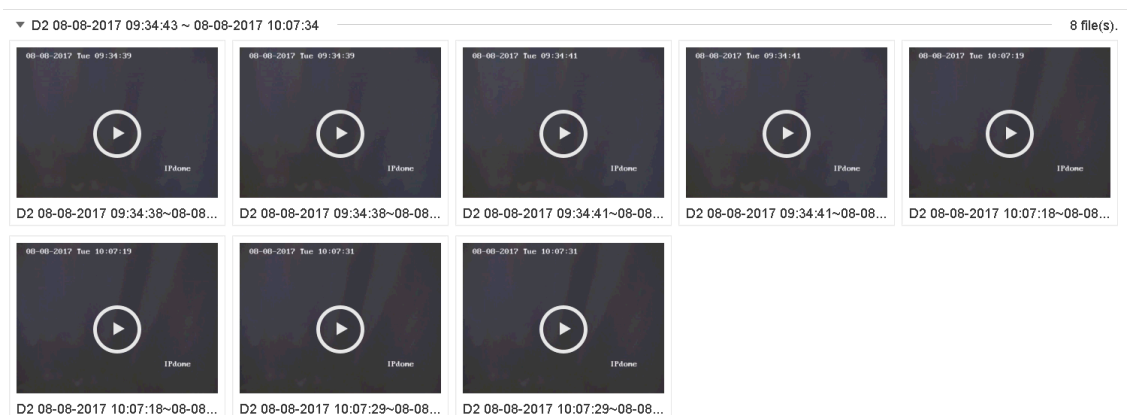 D2 08-08-2017 09:34:43 ~ 08-08-2017 10:07:34
8 file(s).
08-08-2017 Tue 09:34:39
IPdome
D2 08-08-2017 09:34:38~08-08...
08-08-2017 Tue 09:34:39
IPdome
D2 08-08-2017 09:34:38~08-08...
08-08-2017 Tue 09:34:41
IPdome
D2 08-08-2017 09:34:41~08-08...
08-08-2017 Tue 09:34:41
IPdome
D2 08-08-2017 09:34:41~08-08...
08-08-2017 Tue 10:07:19
IPdome
D2 08-08-2017 10:07:18~08-08...
08-08-2017 Tue 10:07:19
IPdome
D2 08-08-2017 10:07:18~08-08...
08-08-2017 Tue 10:07:31
IPdome
D2 08-08-2017 10:07:29~08-08...
08-08-2017 Tue 10:07:31
IPdome
D2 08-08-2017 10:07:29~08-08...